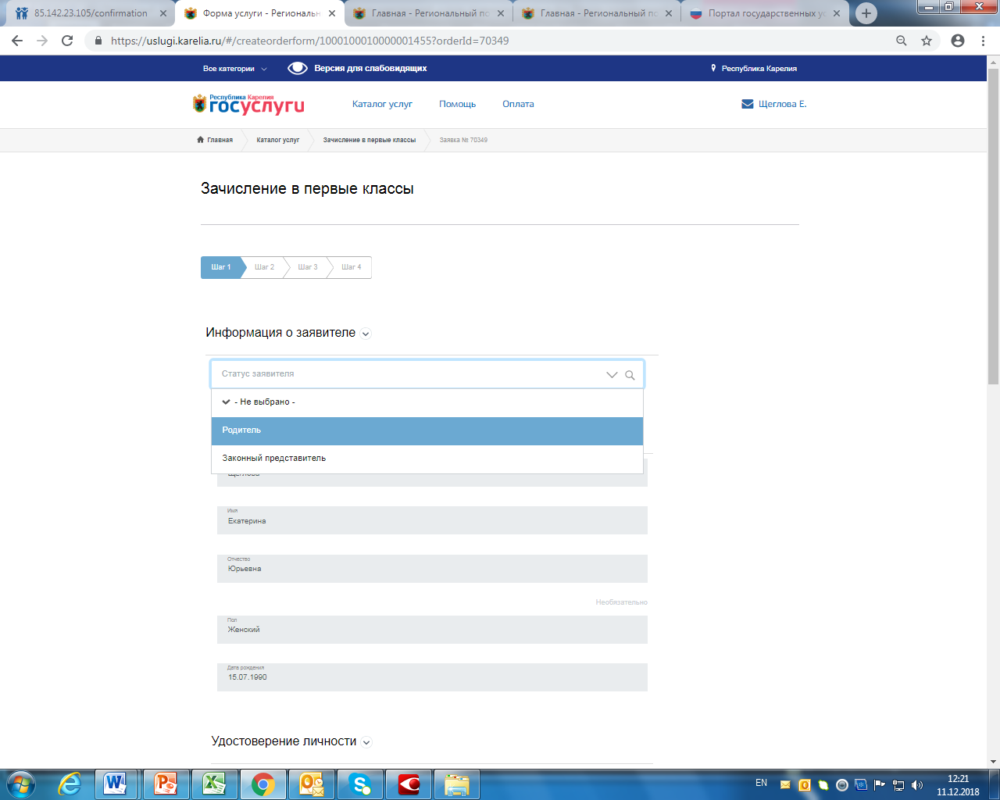 85.142.23.105/confirmation
Форма услуги - Региональн
Главная - Региональный по
Главная - Региональный по
Портал государственных ус
https://uslugi.karelia.ru/#/createorderform/1000100010000001455?orderId=70349
Все категории
Версия для слабовидящих
Республика Карелия
Республика Карелия
госуслуги
Каталог услуг
Помощь
Оплата
Щеглова Е.
Главная
Каталог услуг
Зачисление в первые классы
Заявка № 70349
Зачисление в первые классы
Шаг 1
Шаг 2
Шаг 3
Шаг 4
Информация о заявителе
Статус заявителя
- Не выбрано -
Родитель
Законный представитель
Щеглова
Имя
Екатерина
Отчество
Юрьевна
Необязательно
Пол
Женский
Дата рождения
15.07.1990
Удостоверение личности
EN
12:21
11.12.2018